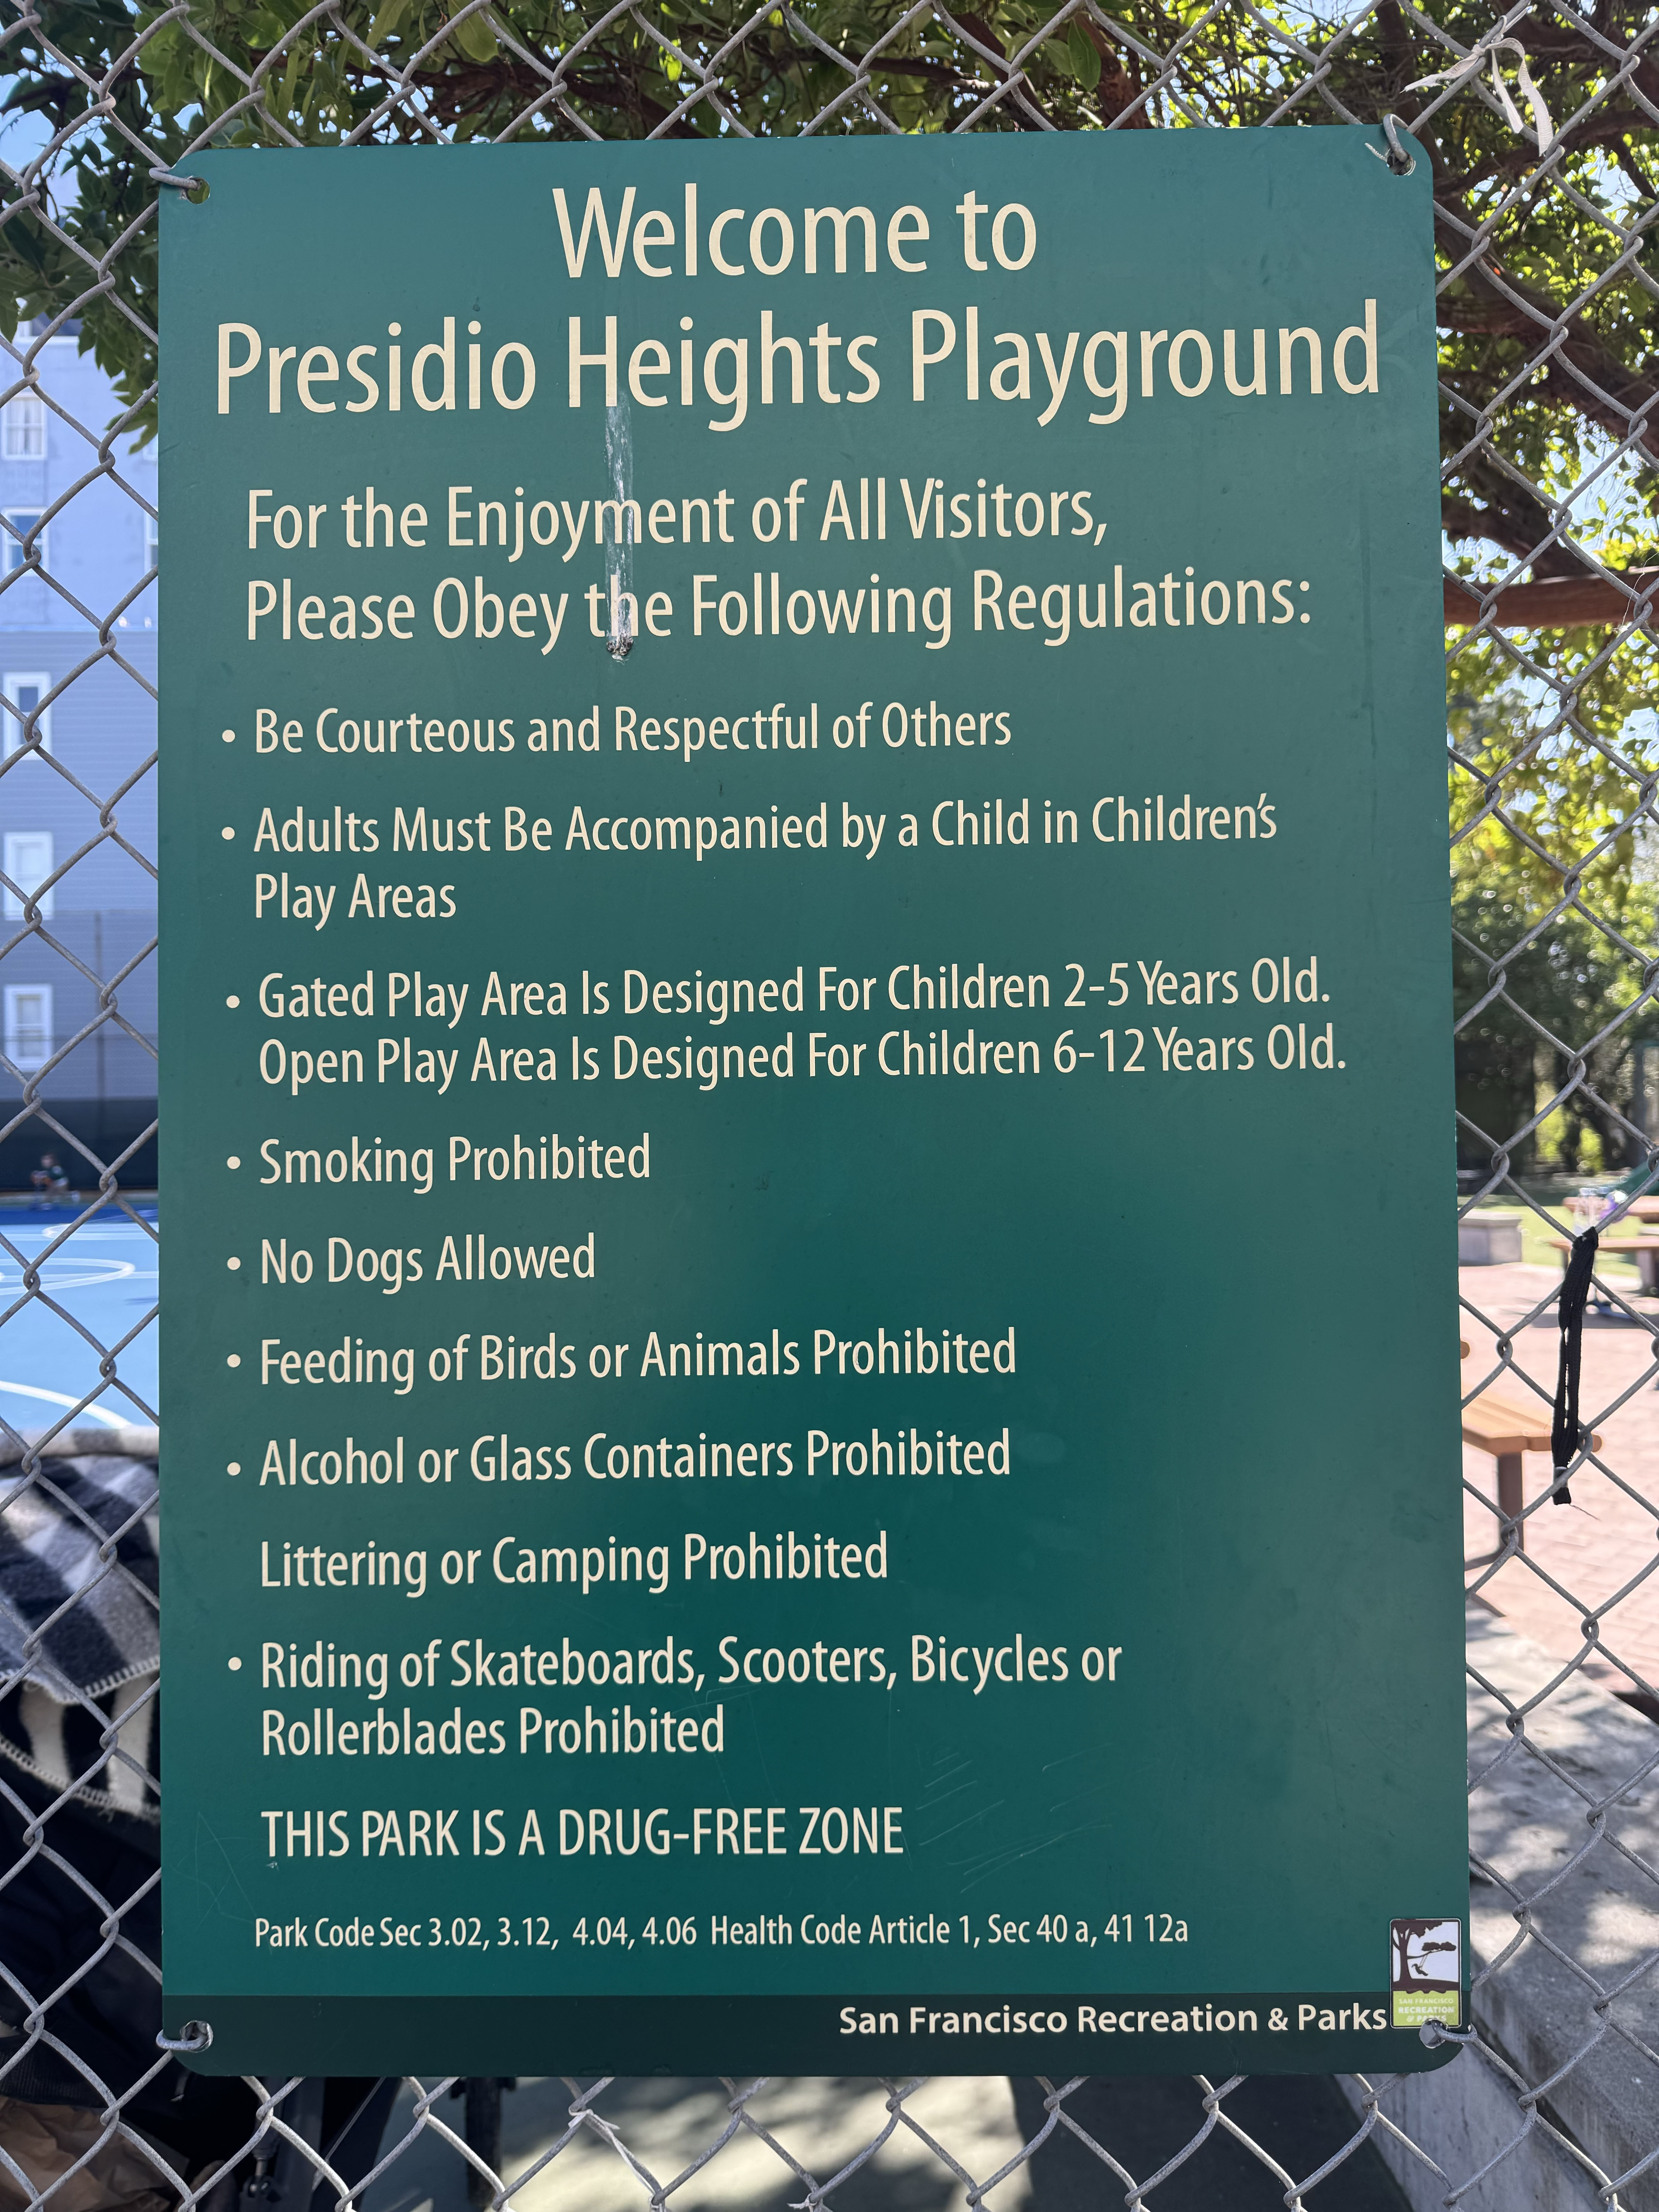 Welcome to
Presidio Heights Playground
For the Enjoyment of All Visitors,
Please Obey the Following Regulations:
• Be Courteous and Respectful of Others
• Adults Must Be Accompanied by a Child in Children's
Play Areas
• Gated Play Area Is Designed For Children 2-5 Years Old.
Open Play Area Is Designed For Children 6-12 Years Old.
• Smoking Prohibited
• No Dogs Allowed
• Feeding of Birds or Animals Prohibited
• Alcohol or Glass Containers Prohibited
Littering or Camping Prohibited
• Riding of Skateboards, Scooters, Bicycles or
Rollerblades Prohibited
THIS PARK IS A DRUG-FREE ZONE
Park Code Sec 3.02, 3.12, 4.04, 4.06 Health Code Article 1, Sec 40 a, 41 12a
San Francisco Recreation & Parks
SAN FRANCISCO
RECREATION
& PARKS